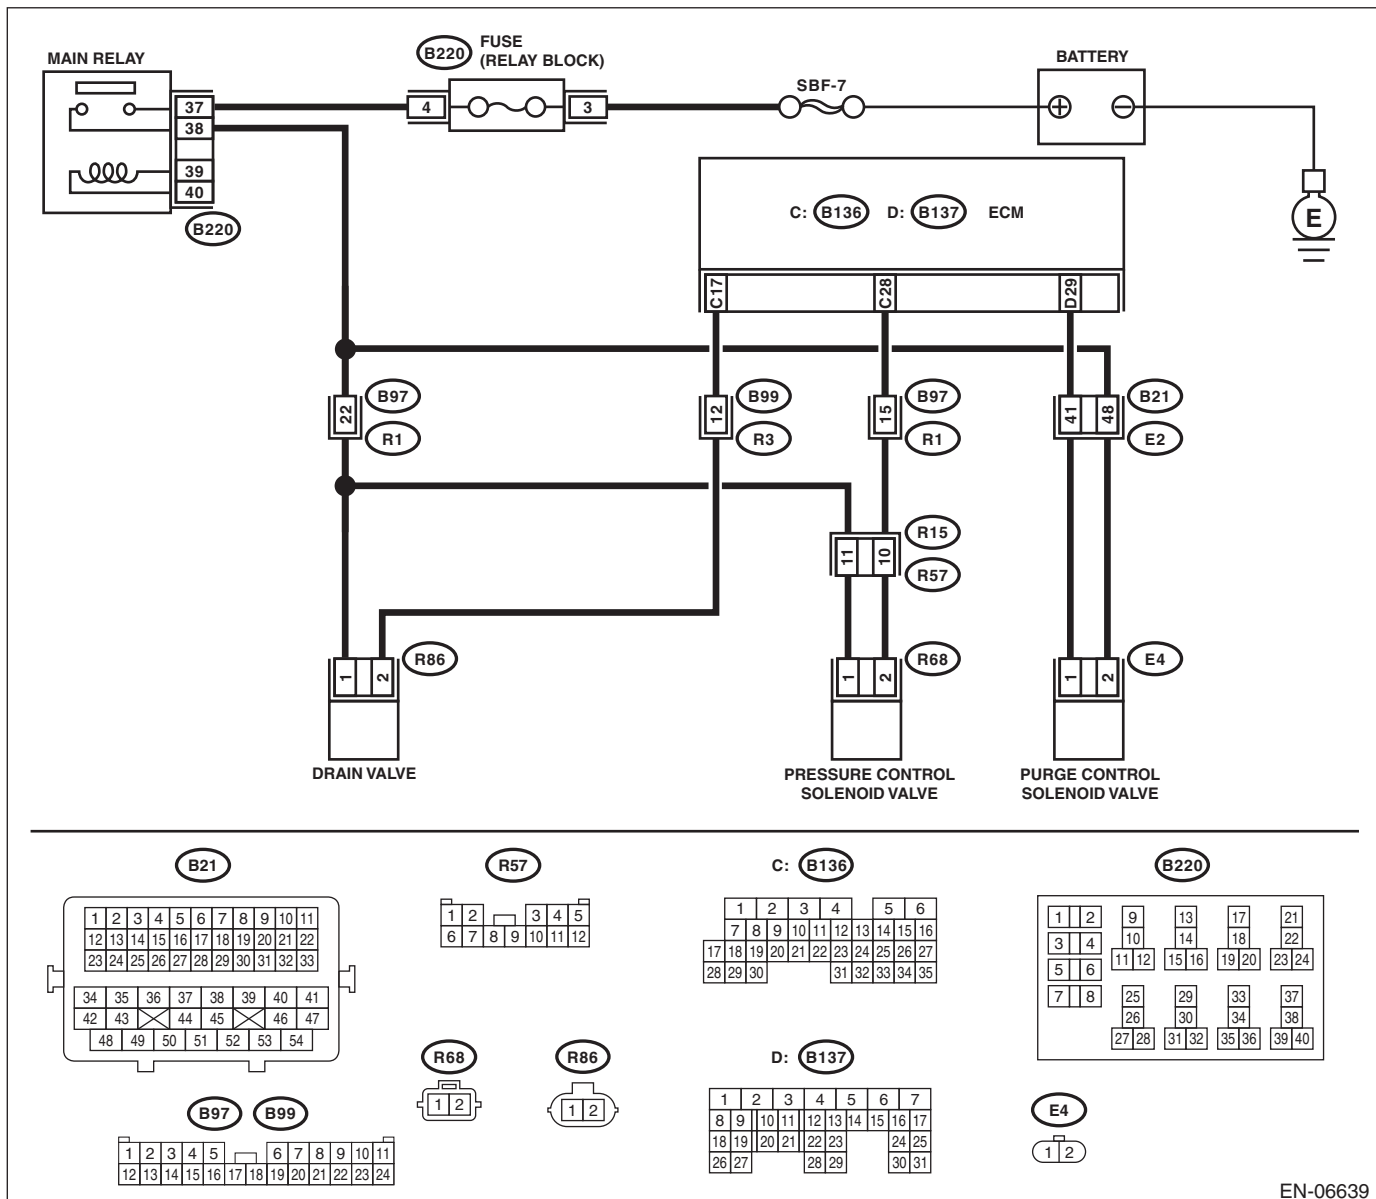 MAIN RELAY
B220
FUSE
(RELAY BLOCK)
BATTERY
SBF-7
37
38
39
40
4
3
B220
C: B136 D: B137 ECM
E
C17
C28
D29
22
B97
R1
12
B99
R3
15
B97
R1
41
48
B21
E2
11
10
R15
R57
1
2
R86
1
2
R68
1
2
E4
DRAIN VALVE
PRESSURE CONTROL
SOLENOID VALVE
PURGE CONTROL
SOLENOID VALVE
B21
1 2 3 4 5 6 7 8 9 10 11
12 13 14 15 16 17 18 19 20 21 22
23 24 25 26 27 28 29 30 31 32 33
34 35 36 37 38 39 40 41
42 43 44 45 46 47
48 49 50 51 52 53 54
R57
1 2 3 4 5
6 7 8 9 10 11 12
C: B136
1 2 3 4 5 6
7 8 9 10 11 12 13 14 15 16
17 18 19 20 21 22 23 24 25 26 27
28 29 30 31 32 33 34 35
B220
1 2 9 13 17 21
3 4 10 14 18 22
5 6 11 12 15 16 19 20 23 24
7 8 25 29 33 37
26 30 34 38
27 28 31 32 35 36 39 40
R68
1 2
R86
1 2
D: B137
1 2 3 4 5 6 7
8 9 10 11 12 13 14 15 16 17
18 19 20 21 22 23 24 25
26 27 28 29 30 31
B97 B99
1 2 3 4 5 6 7 8 9 10 11
12 13 14 15 16 17 18 19 20 21 22 23 24
E4
1 2
EN-06639